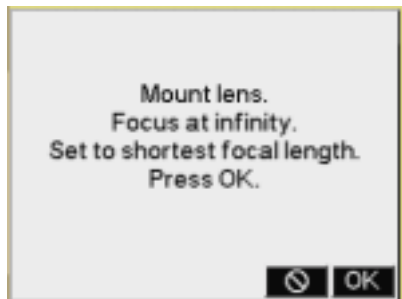 Mount lens.
Focus at infinity.
Set to shortest focal length.
Press OK.
OK